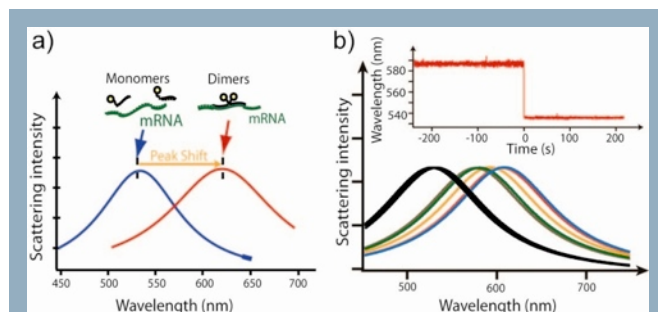 a)
Monomers
Dimers
mRNA
mRNA
Peak Shift
Scattering intensity
450 500 550 600 650 700
Wavelength (nm)
b)
Wavelength (nm)
580
560
540
-200 -100 0 100 200
Time (s)
Scattering intensity
500 600 700
Wavelength (nm)